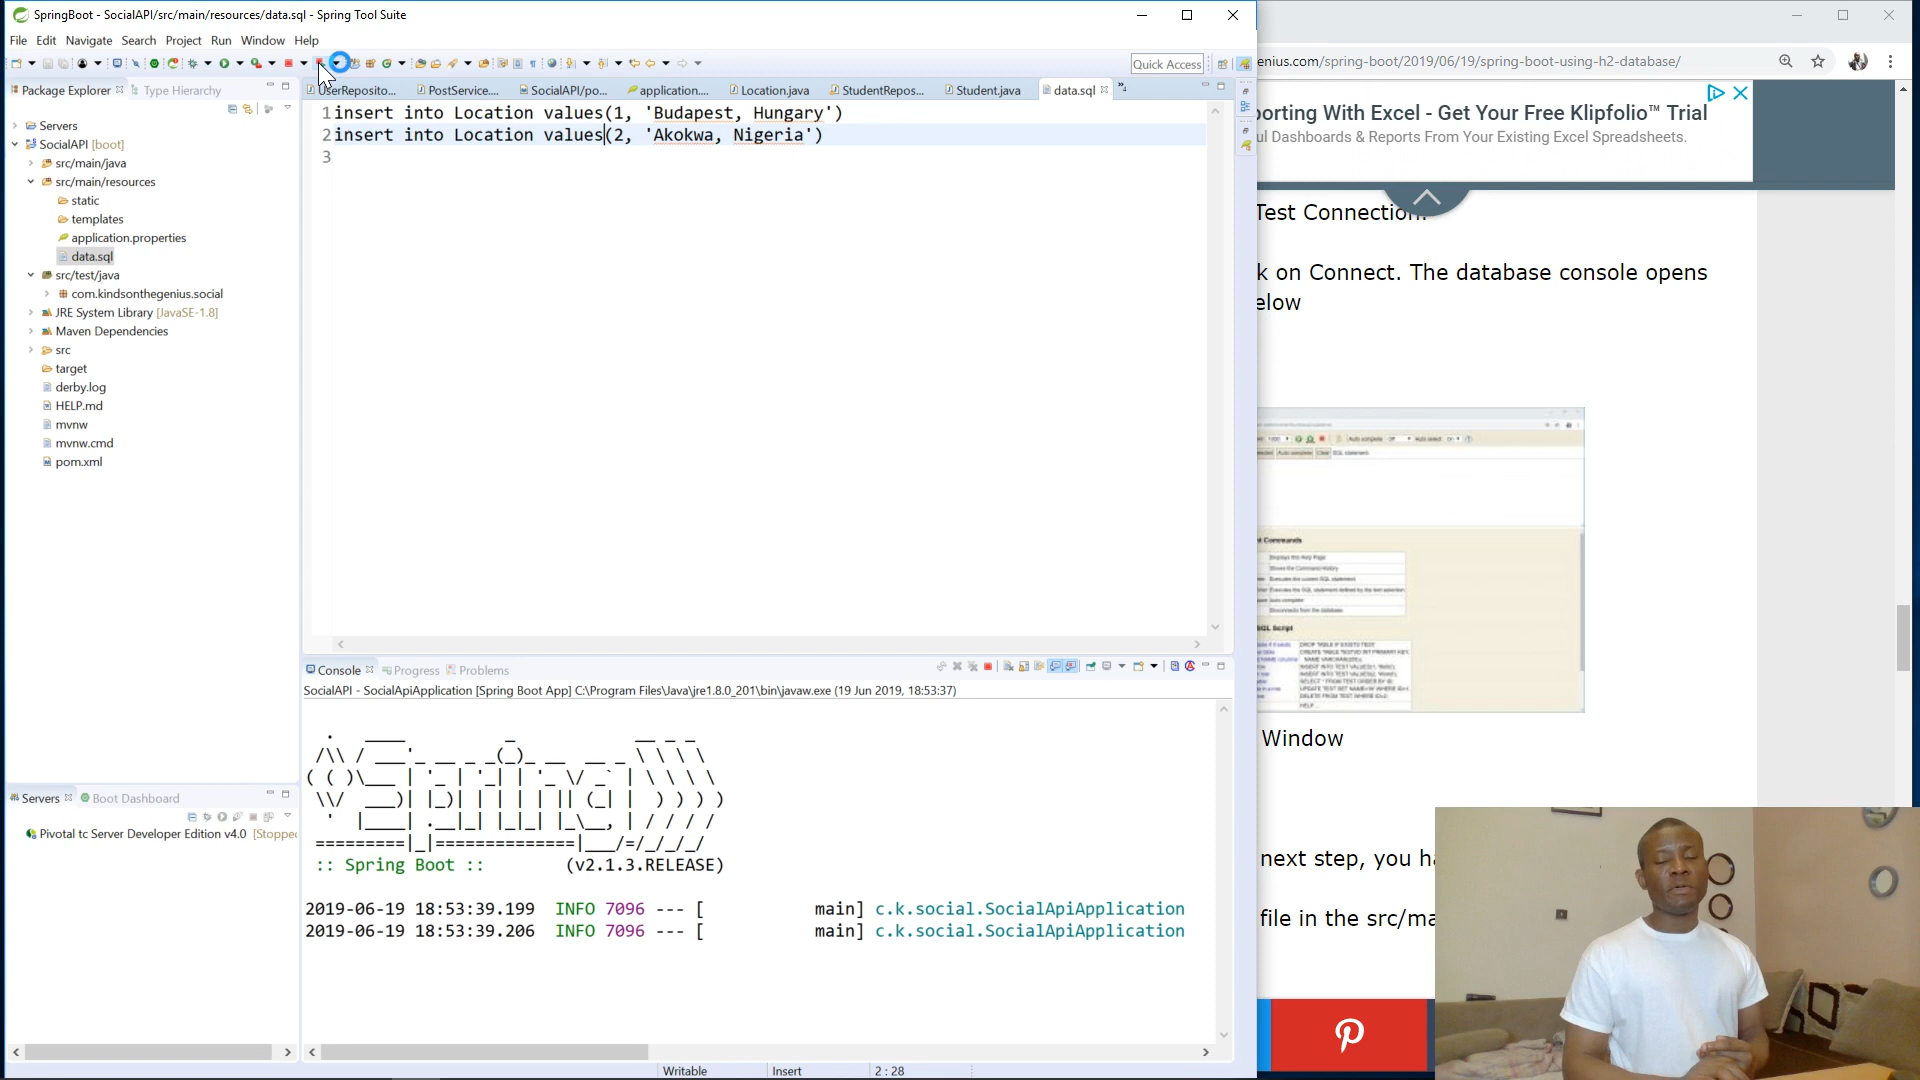 SpringBoot - SocialAPI/src/main/resources/data.sql - Spring Tool Suite
File Edit Navigate Search Project Run Window Help
Quick Access
enius.com/spring-boot/2019/06/19/spring-boot-using-h2-database/
Package Explorer Type Hierarchy
UserReposito... PostService.... SocialAPI/po... application.... Location.java StudentRepos... Student.java data.sql
Servers
SocialAPI [boot]
src/main/java
src/main/resources
static
templates
application.properties
data.sql
src/test/java
com.kindsonthegenius.social
JRE System Library [JavaSE-1.8]
Maven Dependencies
src
target
derby.log
HELP.md
mvnw
mvnw.cmd
pom.xml
1 insert into Location values(1, 'Budapest, Hungary')
2 insert into Location values(2, 'Akokwa, Nigeria')
3
orting With Excel - Get Your Free Klipfolio™ Trial
ul Dashboards & Reports From Your Existing Excel Spreadsheets.
Test Connection.
k on Connect. The database console opens
elow
Window
next step, you ha
file in the src/ma
Servers Boot Dashboard
Pivotal tc Server Developer Edition v4.0 [Stopped
Console Progress Problems
SocialAPI - SocialApiApplication [Spring Boot App] C:\Program Files\Java\jre1.8.0_201\bin\javaw.exe (19 Jun 2019, 18:53:37)
:: Spring Boot :: (v2.1.3.RELEASE)
2019-06-19 18:53:39.199 INFO 7096 --- [ main] c.k.social.SocialApiApplication
2019-06-19 18:53:39.206 INFO 7096 --- [ main] c.k.social.SocialApiApplication
Writable Insert 2 : 28